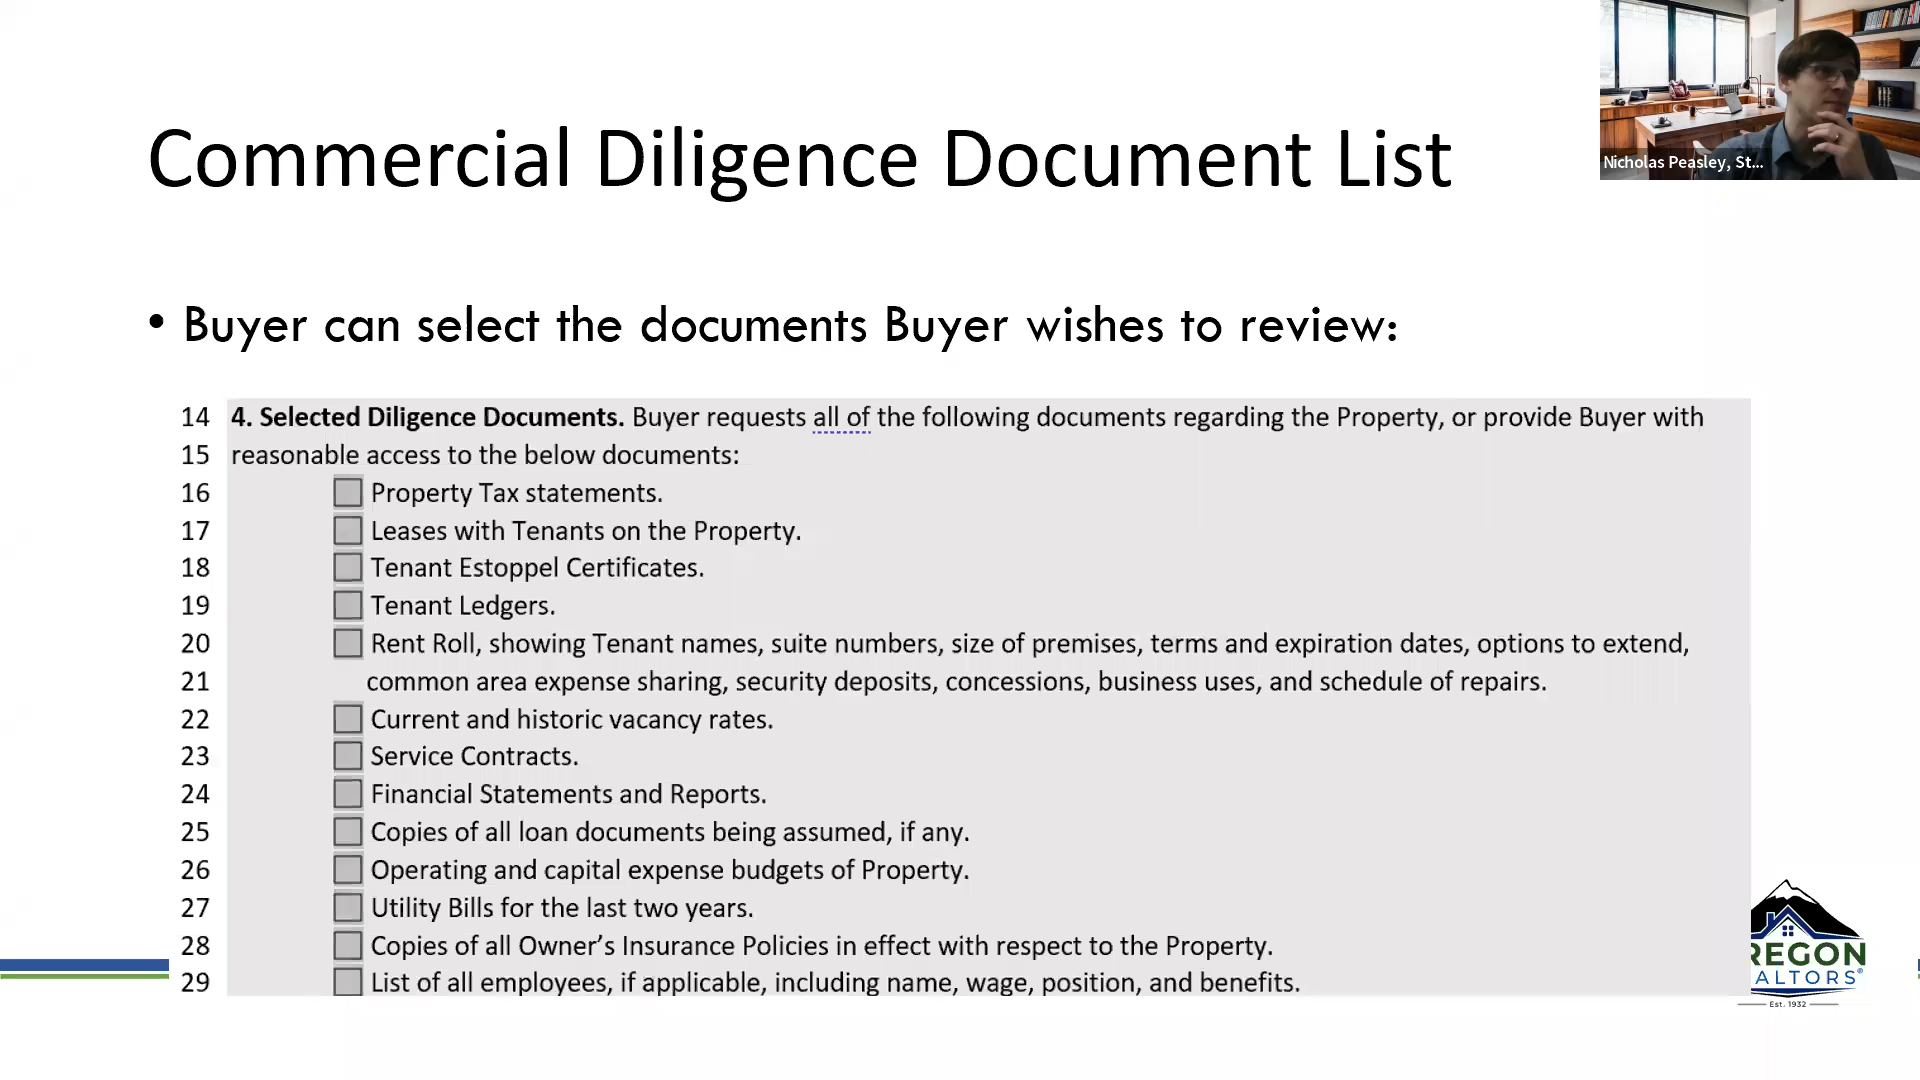 Commercial Diligence Document List
Nicholas Peasley, St...
• Buyer can select the documents Buyer wishes to review:
14 4. Selected Diligence Documents. Buyer requests all of the following documents regarding the Property, or provide Buyer with
15 reasonable access to the below documents:
16 Property Tax statements.
17 Leases with Tenants on the Property.
18 Tenant Estoppel Certificates.
19 Tenant Ledgers.
20 Rent Roll, showing Tenant names, suite numbers, size of premises, terms and expiration dates, options to extend,
21 common area expense sharing, security deposits, concessions, business uses, and schedule of repairs.
22 Current and historic vacancy rates.
23 Service Contracts.
24 Financial Statements and Reports.
25 Copies of all loan documents being assumed, if any.
26 Operating and capital expense budgets of Property.
27 Utility Bills for the last two years.
28 Copies of all Owner’s Insurance Policies in effect with respect to the Property.
29 List of all employees, if applicable, including name, wage, position, and benefits.
REGON
ALTORS®
Est. 1932